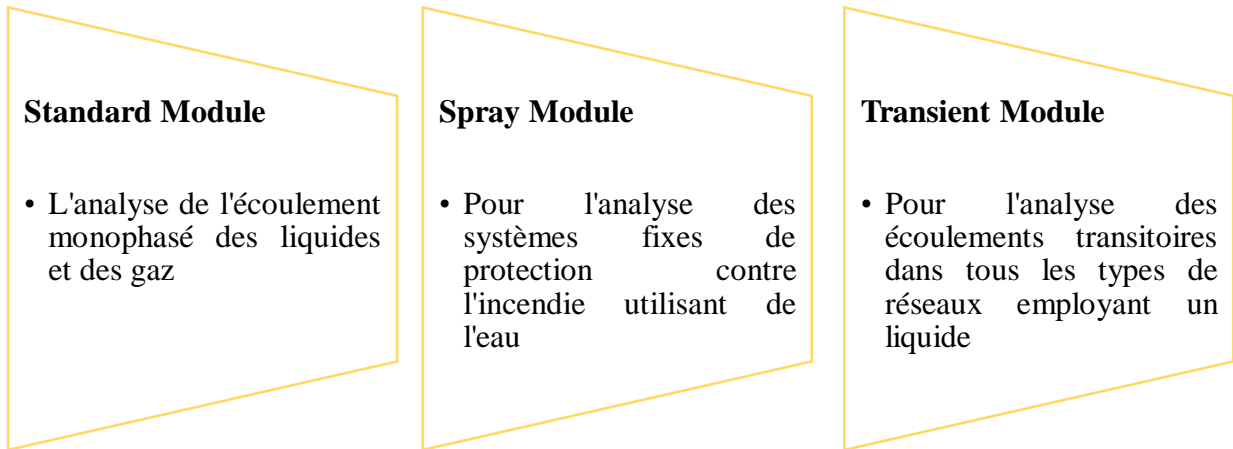 Standard Module
• L'analyse de l'écoulement
monophasé des liquides
et des gaz
Spray Module
• Pour l'analyse des
systèmes fixes de
protection contre
l'incendie utilisant de
l'eau
Transient Module
• Pour l'analyse des
écoulements transitoires
dans tous les types de
réseaux employant un
liquide